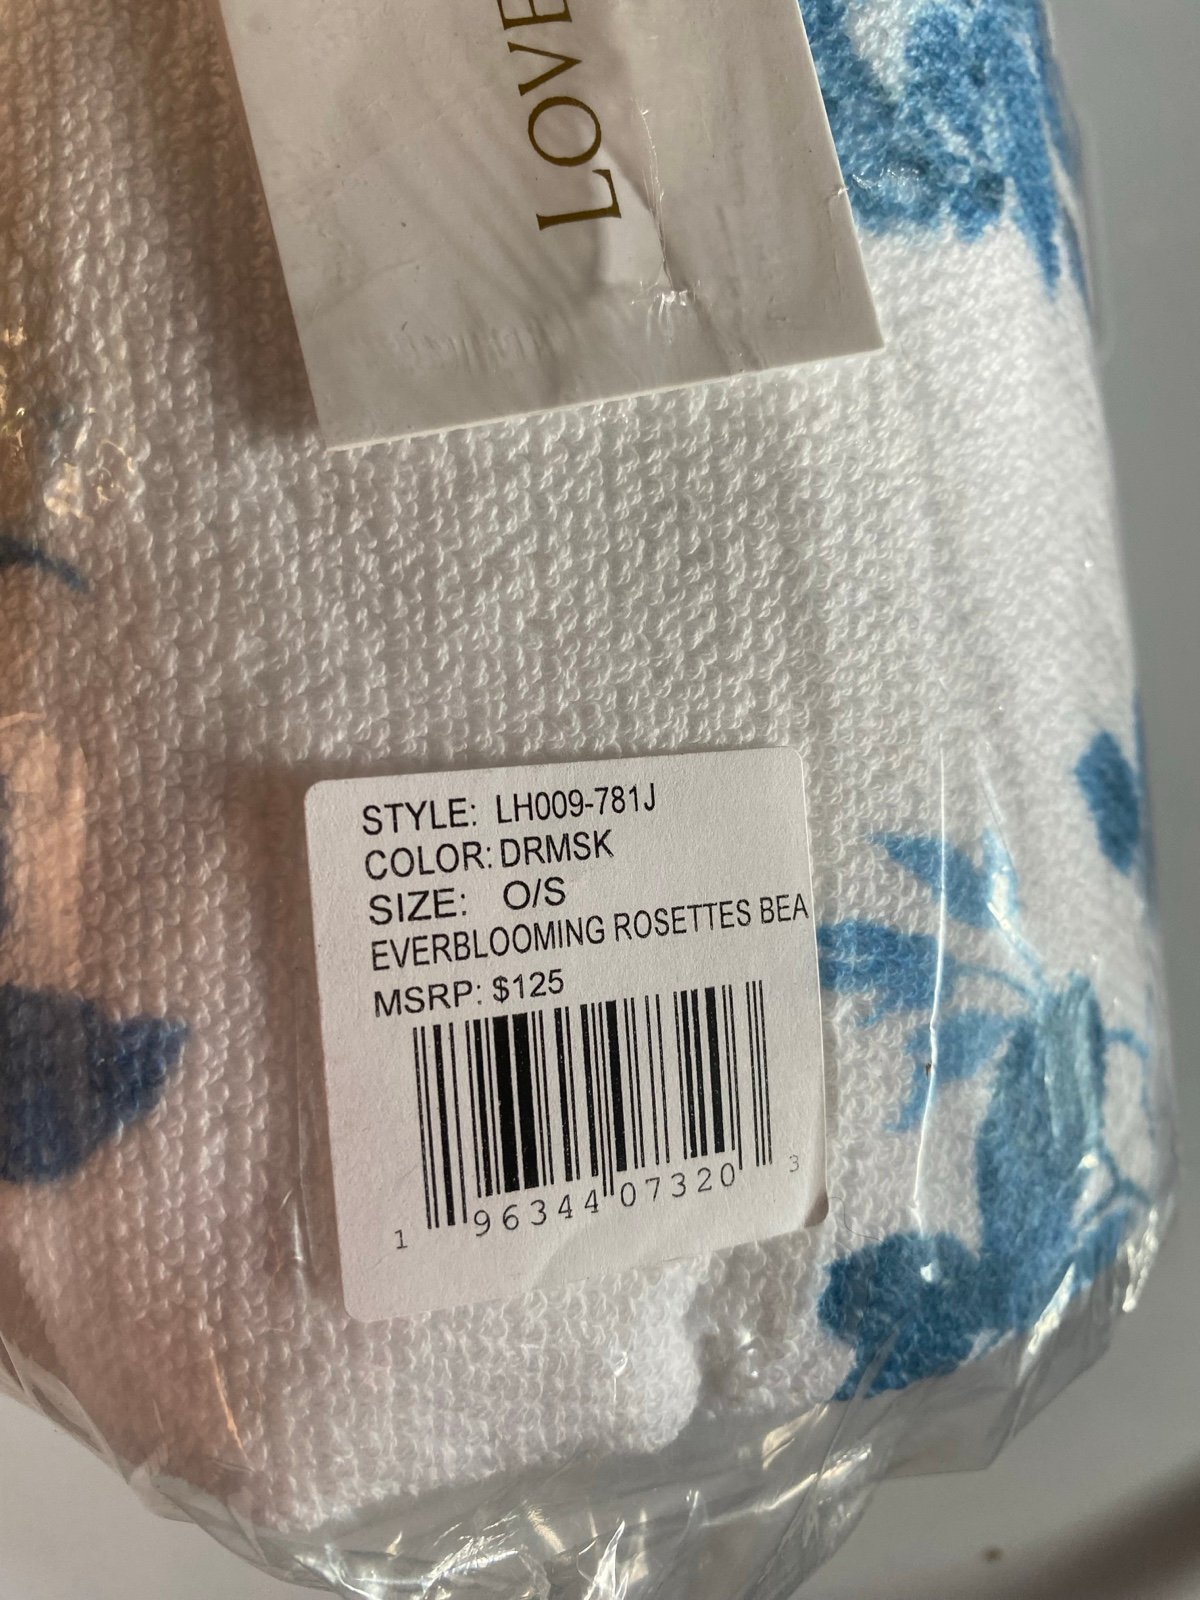 LOVE
STYLE: LH009-781J
COLOR: DRMSK
SIZE: O/S
EVERBLOOMING ROSETTES BEA
MSRP: $125
1 96344 07320 3